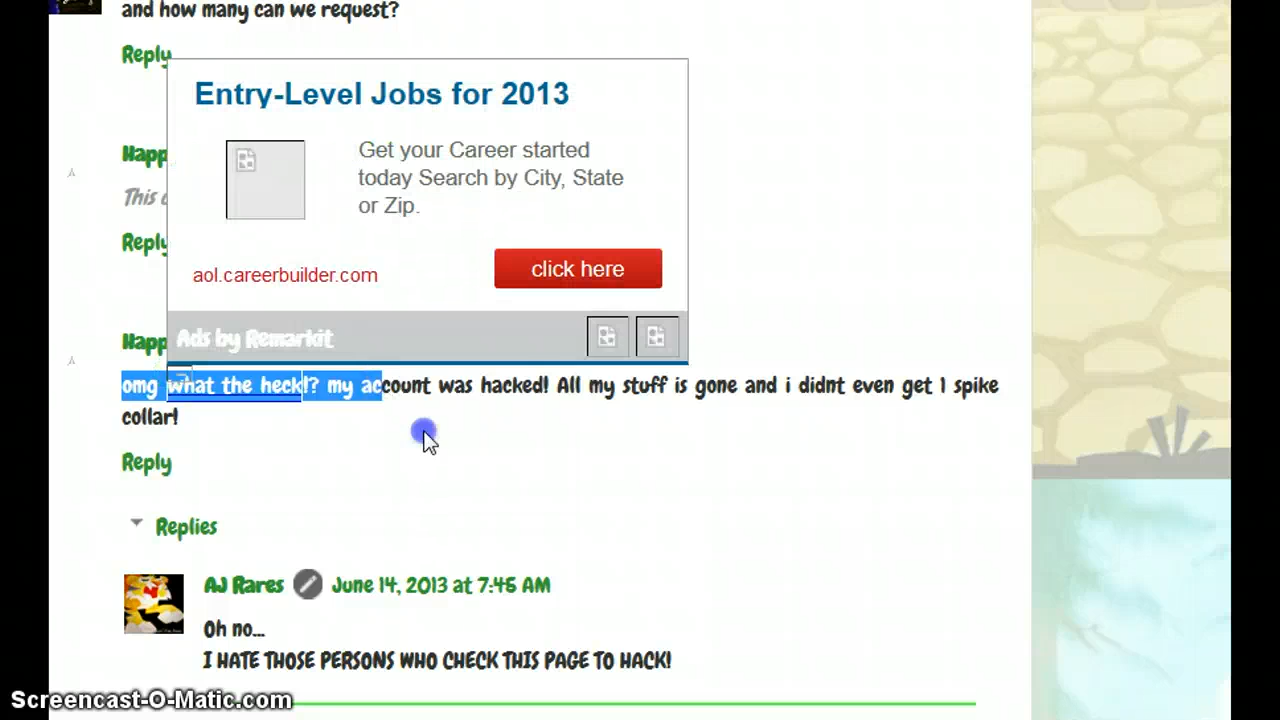 and how many can we request?
Reply
Entry-Level Jobs for 2013
Get your Career started
today Search by City, State
or Zip.
Happ
This
Reply
aol.careerbuilder.com
click here
Ads by Remarkit
Happ
omg what the heck!? my account was hacked! All my stuff is gone and i didnt even get 1 spike
collar!
Reply
Replies
AJ Rares June 14, 2013 at 7:45 AM
Oh no...
I HATE THOSE PERSONS WHO CHECK THIS PAGE TO HACK!
Screencast-O-Matic.com